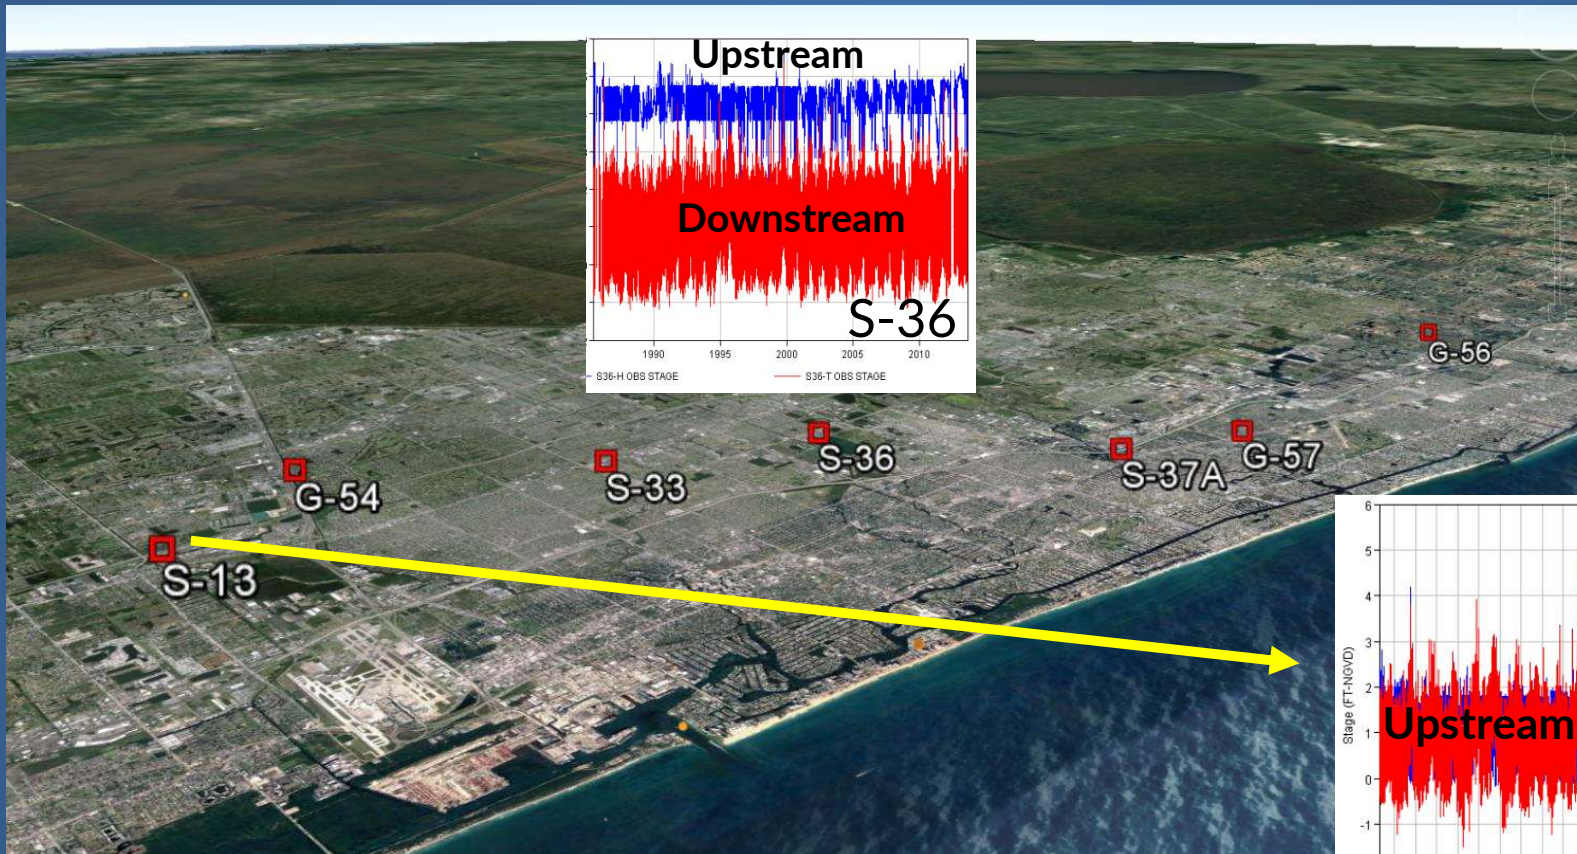 Upstream
Downstream
S-36
1990 1995 2000 2005 2010
S36-H OBS STAGE S36-T OBS STAGE
G-56
S-36
S-37A
G-57
S-33
G-54
S-13
6
5
4
3
2
1
0
-1
Stage (FT-NGVD)
Upstream